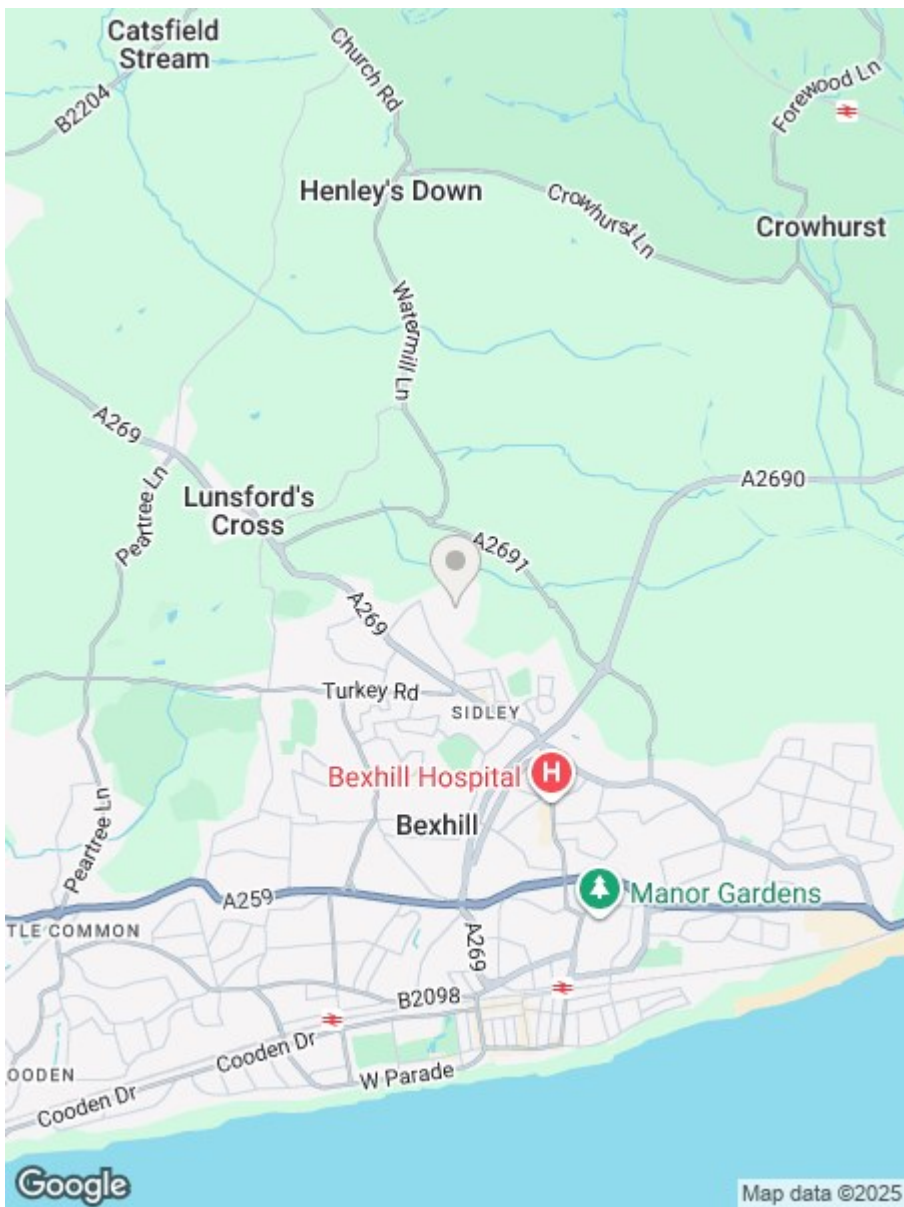 Catsfield
Stream
Church Rd
Forewood Ln
B2204
Henley's Down
Crowhurst Ln
Crowhurst
Watermill Ln
A269
Peartree Ln
Lunsford's
Cross
A2690
A2691
A269
Turkey Rd
SIDLEY
Bexhill Hospital
H
Bexhill
Peartree Ln
A259
Manor Gardens
TLE COMMON
A269
B2098
Cooden Dr
OODEN
W Parade
Cooden Dr
Google
Map data ©2025